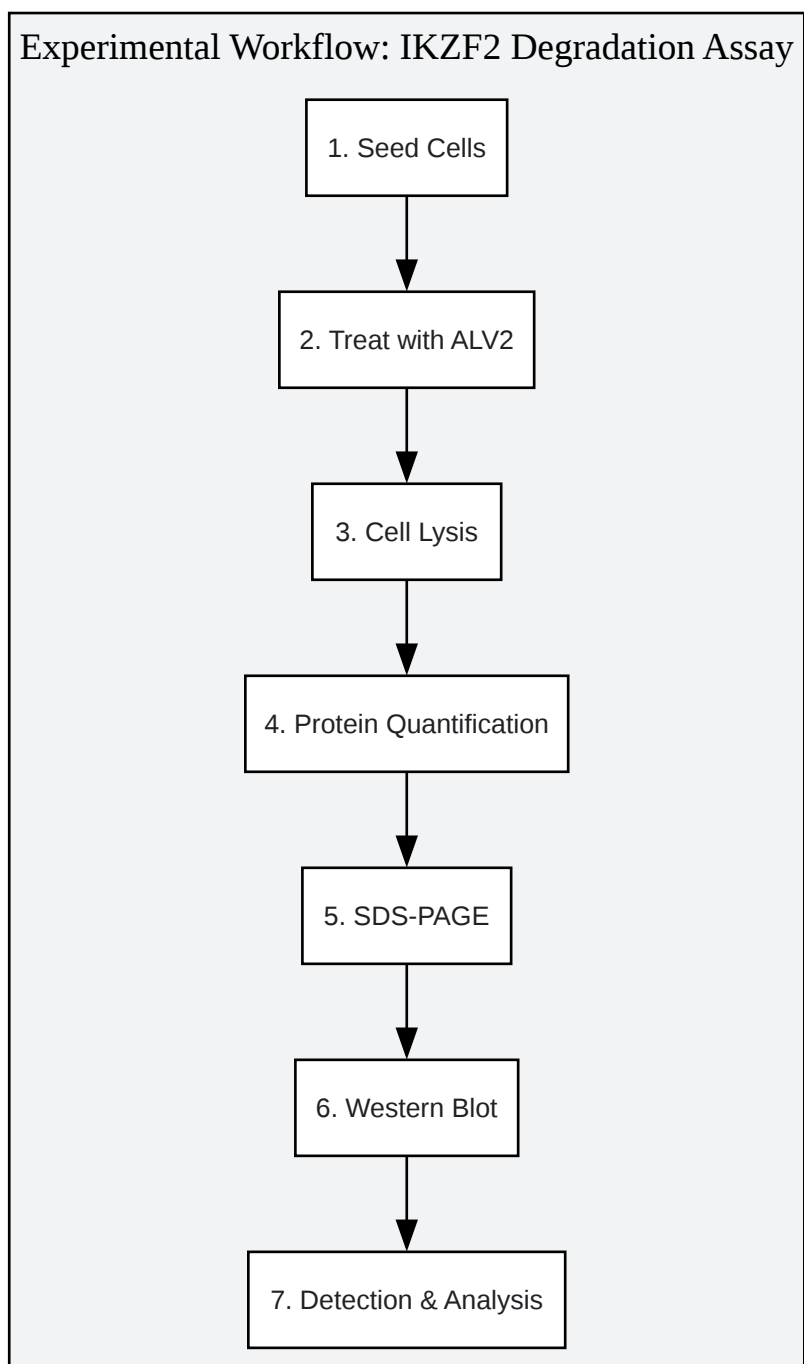 Experimental Workflow: IKZF2 Degradation Assay
1. Seed Cells
2. Treat with ALV2
3. Cell Lysis
4. Protein Quantification
5. SDS-PAGE
6. Western Blot
7. Detection & Analysis